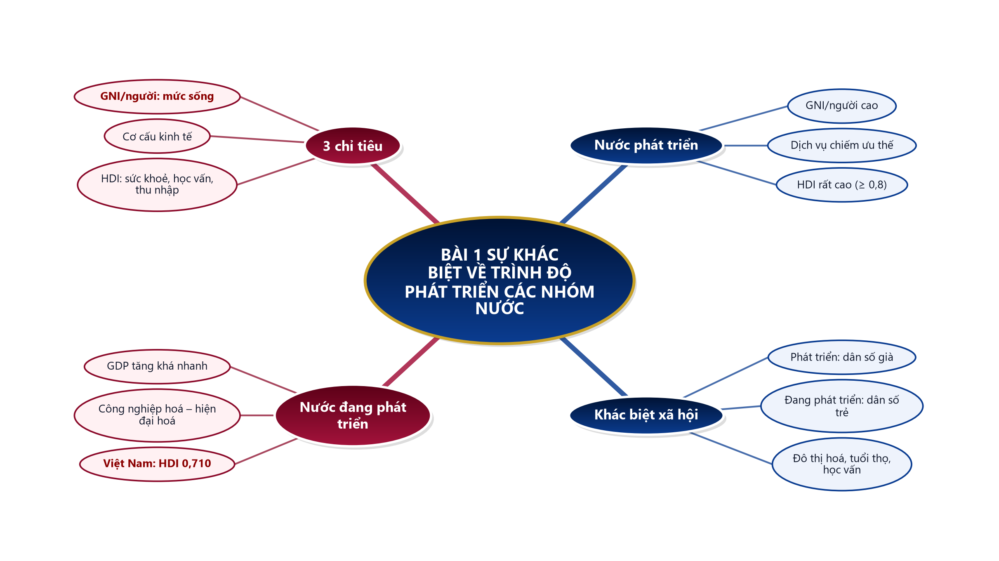 BÀI 1 SỰ KHÁC
BIỆT VỀ TRÌNH ĐỘ
PHÁT TRIỂN CÁC NHÓM
NƯỚC
3 chỉ tiêu
GNI/người: mức sống
Cơ cấu kinh tế
HDI: sức khoẻ, học vấn,
thu nhập
Nước phát triển
GNI/người cao
Dịch vụ chiếm ưu thế
HDI rất cao (≥ 0,8)
Nước đang phát
triển
GDP tăng khá nhanh
Công nghiệp hoá – hiện
đại hoá
Việt Nam: HDI 0,710
Khác biệt xã hội
Phát triển: dân số già
Đang phát triển: dân số
trẻ
Đô thị hoá, tuổi thọ,
học vấn